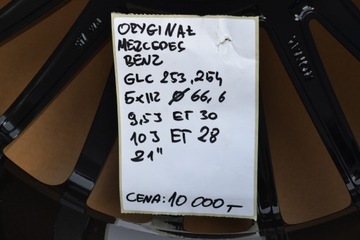 ORYGINAŁ
MERCEDES
BENZ
GLC 253, 254
5x112 Ø 66,6
9,5J ET 30
10J ET 28
21"
CENA: 10 000,-